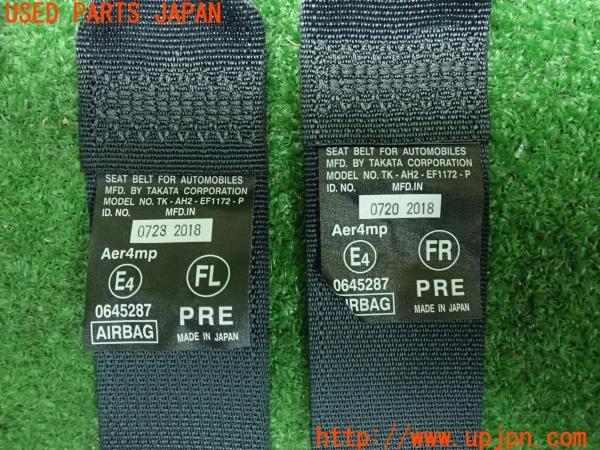 USED PARTS JAPAN
SEAT BELT FOR AUTOMOBILES
MFD. BY TAKATA CORPORATION
MODEL NO. TK - AH2 - EF1172 - P
ID. NO. MFD.IN
0723 2018
Aer4mp
E4 FL
0645287 PRE
AIRBAG MADE IN JAPAN
SEAT BELT FOR AUTOMOBILES
MFD. BY TAKATA CORPORATION
MODEL NO. TK - AH2 - EF1172 - P
ID. NO. MFD.IN
0720 2018
Aer4mp
E4 FR
0645287 PRE
MADE IN JAPAN
AIRBAG
http://www.upjpn.com/